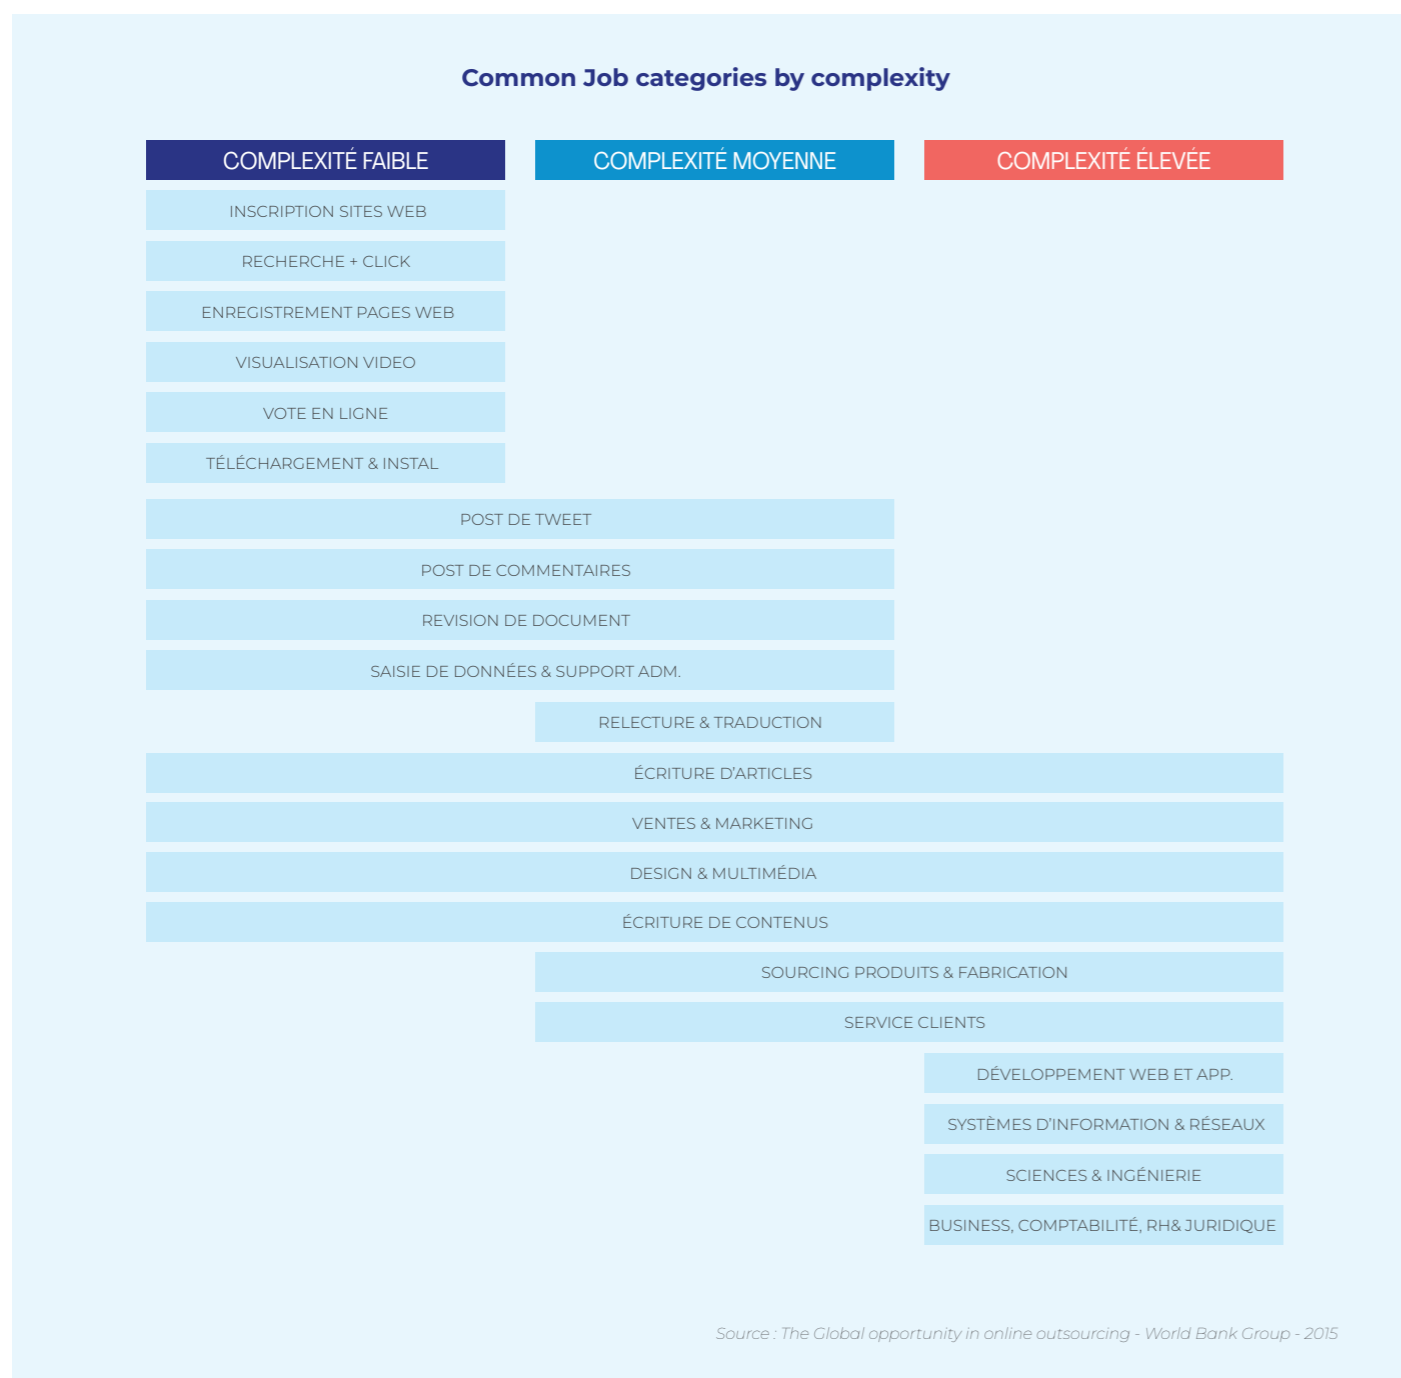 Common Job categories by complexity
COMPLEXITÉ FAIBLE
COMPLEXITÉ MOYENNE
COMPLEXITÉ ÉLEVÉE
INSCRIPTION SITES WEB
RECHERCHE + CLICK
ENREGISTREMENT PAGES WEB
VISUALISATION VIDEO
VOTE EN LIGNE
TÉLÉCHARGEMENT & INSTAL
POST DE TWEET
POST DE COMMENTAIRES
REVISION DE DOCUMENT
SAISIE DE DONNÉES & SUPPORT ADM.
RELECTURE & TRADUCTION
ÉCRITURE D’ARTICLES
VENTES & MARKETING
DESIGN & MULTIMÉDIA
ÉCRITURE DE CONTENUS
SOURCING PRODUITS & FABRICATION
SERVICE CLIENTS
DÉVELOPPEMENT WEB ET APP.
SYSTÈMES D’INFORMATION & RÉSEAUX
SCIENCES & INGÉNIERIE
BUSINESS, COMPTABILITÉ, RH& JURIDIQUE
Source : The Global opportunity in online outsourcing - World Bank Group - 2015